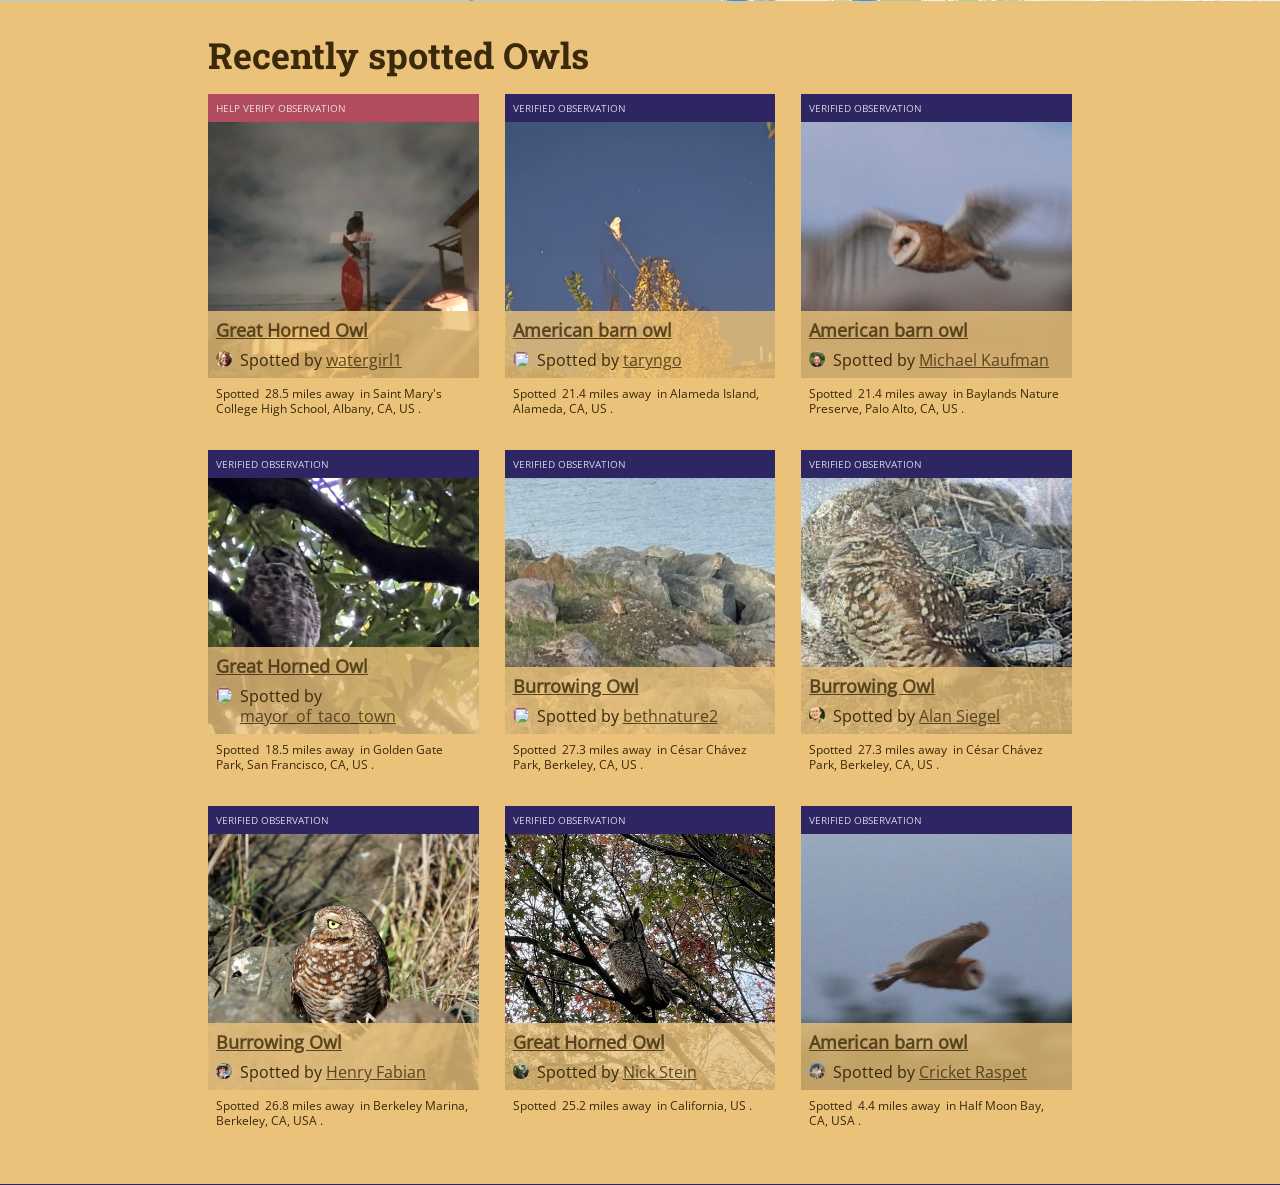 Recently spotted Owls
HELP VERIFY OBSERVATION
Great Horned Owl
Spotted by watergirl1
Spotted 28.5 miles away in Saint Mary's
College High School, Albany, CA, US .
VERIFIED OBSERVATION
American barn owl
Spotted by taryngo
Spotted 21.4 miles away in Alameda Island,
Alameda, CA, US .
VERIFIED OBSERVATION
American barn owl
Spotted by Michael Kaufman
Spotted 21.4 miles away in Baylands Nature
Preserve, Palo Alto, CA, US .
VERIFIED OBSERVATION
Great Horned Owl
Spotted by
mayor_of_taco_town
Spotted 18.5 miles away in Golden Gate
Park, San Francisco, CA, US .
VERIFIED OBSERVATION
Burrowing Owl
Spotted by bethnature2
Spotted 27.3 miles away in César Chávez
Park, Berkeley, CA, US .
VERIFIED OBSERVATION
Burrowing Owl
Spotted by Alan Siegel
Spotted 27.3 miles away in César Chávez
Park, Berkeley, CA, US .
VERIFIED OBSERVATION
Burrowing Owl
Spotted by Henry Fabian
Spotted 26.8 miles away in Berkeley Marina,
Berkeley, CA, USA .
VERIFIED OBSERVATION
Great Horned Owl
Spotted by Nick Stein
Spotted 25.2 miles away in California, US .
VERIFIED OBSERVATION
American barn owl
Spotted by Cricket Raspet
Spotted 4.4 miles away in Half Moon Bay,
CA, USA .